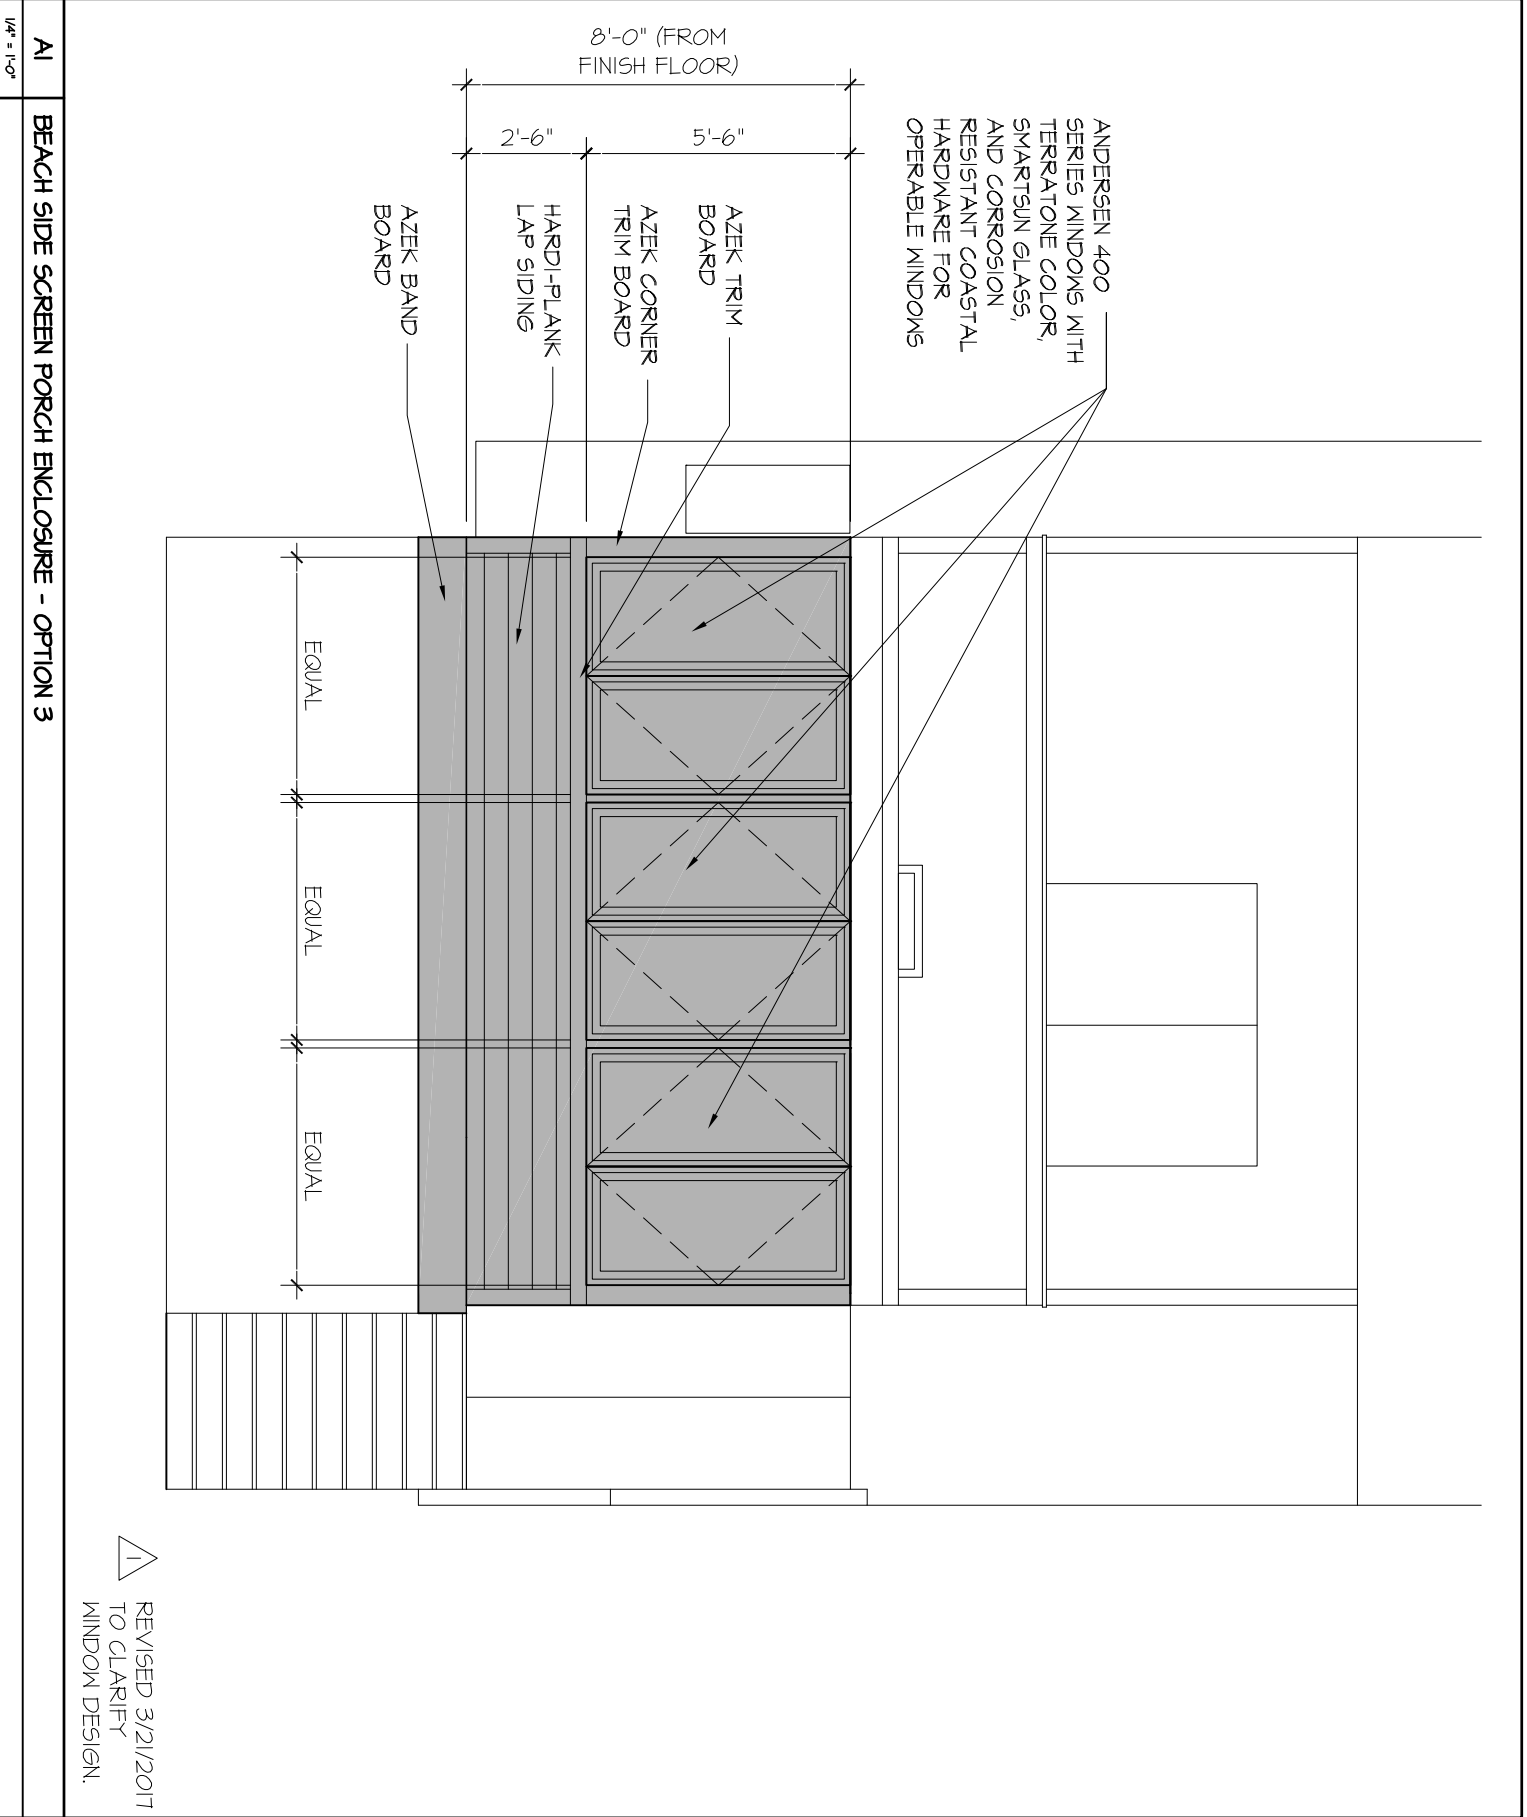 8'-0" (FROM
FINISH FLOOR)
2'-6"
5'-6"
ANDERSEN 400
SERIES WINDOWS WITH
TERRATONE COLOR,
SMARTSUN GLASS,
AND CORROSION
RESISTANT COASTAL
HARDWARE FOR
OPERABLE WINDOWS
AZEK TRIM
BOARD
AZEK CORNER
TRIM BOARD
HARDI-PLANK
LAP SIDING
AZEK BAND
BOARD
EQUAL
EQUAL
EQUAL
1
REVISED 3/21/2017
TO CLARIFY
WINDOW DESIGN.
A1
BEACH SIDE SCREEN PORCH ENCLOSURE - OPTION 3
1/4" = 1'-0"